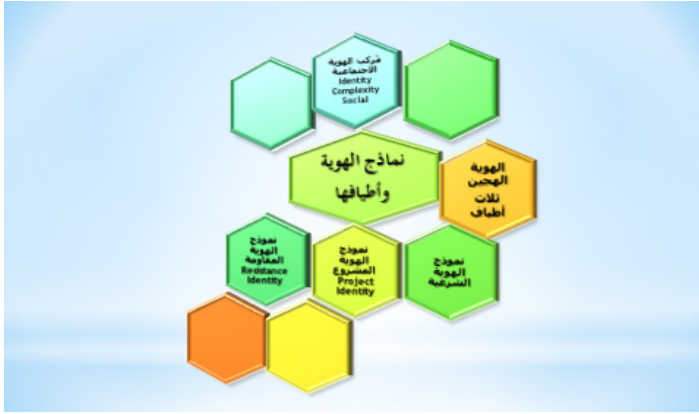 مركب الهوية
الاجتماعية
Identity
Complexity
Social
نماذج الهوية
وأطيافها
الهوية
الهجين
ثلاث
أطياف
نموذج
الهوية
المقاومة
Resistance
Identity
نموذج
الهوية
المشروع
Project
Identity
نموذج
الهوية
الشرعية